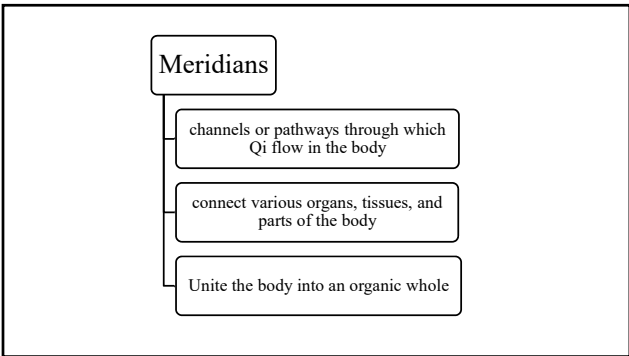 Meridians
channels or pathways through which
Qi flow in the body
connect various organs, tissues, and
parts of the body
Unite the body into an organic whole